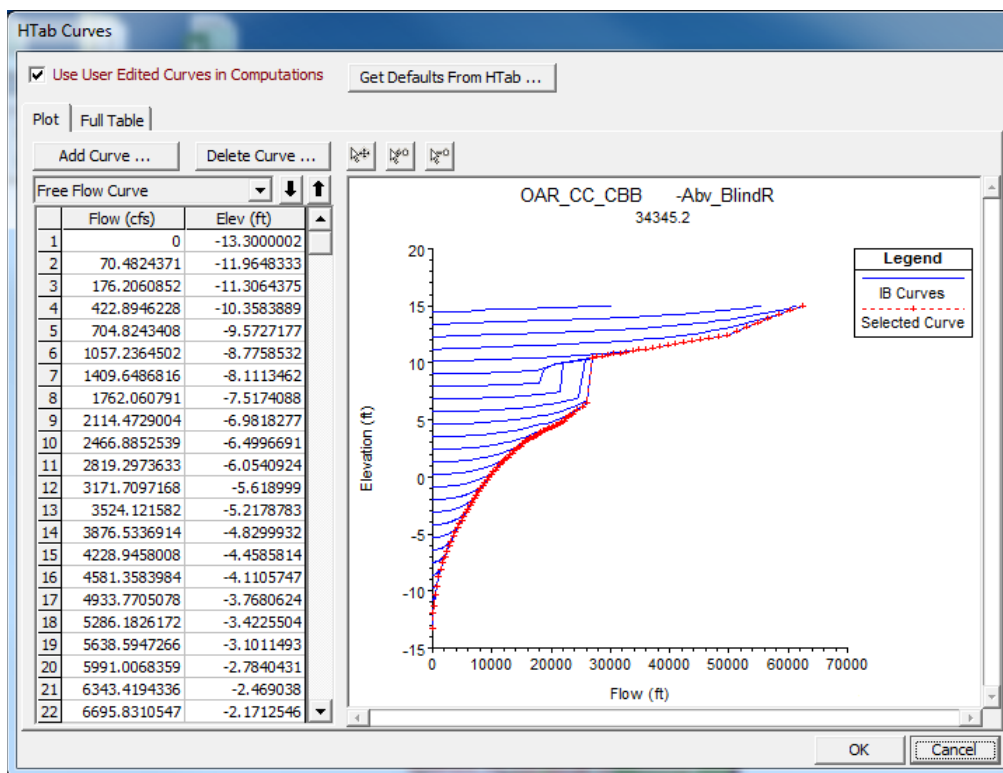 HTab Curves
Use User Edited Curves in Computations
Get Defaults From HTab ...
Plot
Full Table
Add Curve ...
Delete Curve ...
Free Flow Curve
Flow (cfs) Elev (ft)
1 0 -13.3000002
2 70.4824371 -11.9648333
3 176.2060852 -11.3064375
4 422.8946228 -10.3583889
5 704.8243408 -9.5727177
6 1057.2364502 -8.7758532
7 1409.6486816 -8.1113462
8 1762.060791 -7.5174088
9 2114.4729004 -6.9818277
10 2466.8852539 -6.4996691
11 2819.2973633 -6.0540924
12 3171.7097168 -5.618999
13 3524.121582 -5.2178783
14 3876.5336914 -4.8299932
15 4228.9458008 -4.4585814
16 4581.3583984 -4.1105747
17 4933.7705078 -3.7680624
18 5286.1826172 -3.4225504
19 5638.5947266 -3.1011493
20 5991.0068359 -2.7840431
21 6343.4194336 -2.469038
22 6695.8310547 -2.1712546
OAR_CC_CBB -Abv_BlindR
34345.2
Elevation (ft)
20
15
10
5
0
-5
-10
-15
0 10000 20000 30000 40000 50000 60000 70000
Flow (ft)
Legend
IB Curves
Selected Curve
OK
Cancel